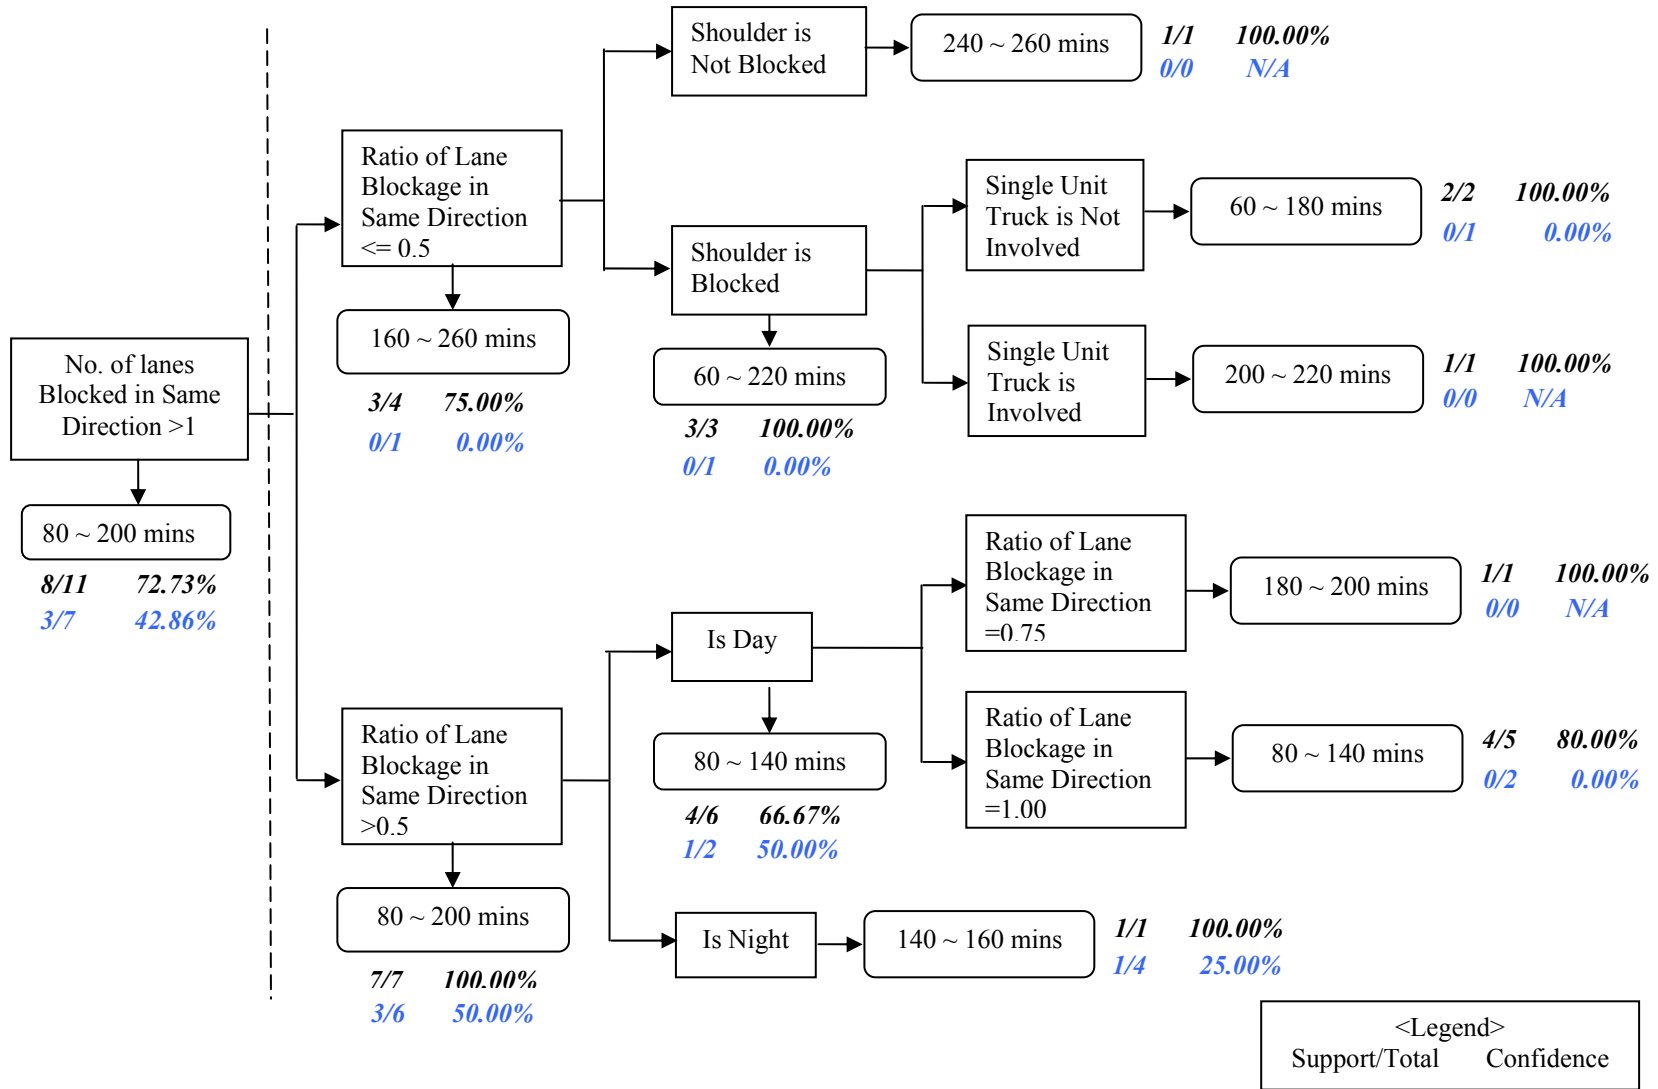 No. of lanes
Blocked in Same
Direction >1
80 ~ 200 mins
8/11 72.73%
3/7 42.86%
Ratio of Lane
Blockage in
Same Direction
<= 0.5
160 ~ 260 mins
3/4 75.00%
0/1 0.00%
Shoulder is
Not Blocked
240 ~ 260 mins
1/1 100.00%
0/0 N/A
Shoulder is
Blocked
60 ~ 220 mins
3/3 100.00%
0/1 0.00%
Single Unit
Truck is Not
Involved
60 ~ 180 mins
2/2 100.00%
0/1 0.00%
Single Unit
Truck is
Involved
200 ~ 220 mins
1/1 100.00%
0/0 N/A
Ratio of Lane
Blockage in
Same Direction
>0.5
80 ~ 200 mins
7/7 100.00%
3/6 50.00%
Is Day
80 ~ 140 mins
4/6 66.67%
1/2 50.00%
Ratio of Lane
Blockage in
Same Direction
=0.75
180 ~ 200 mins
1/1 100.00%
0/0 N/A
Ratio of Lane
Blockage in
Same Direction
=1.00
80 ~ 140 mins
4/5 80.00%
0/2 0.00%
Is Night
140 ~ 160 mins
1/1 100.00%
1/4 25.00%
<Legend>
Support/Total Confidence